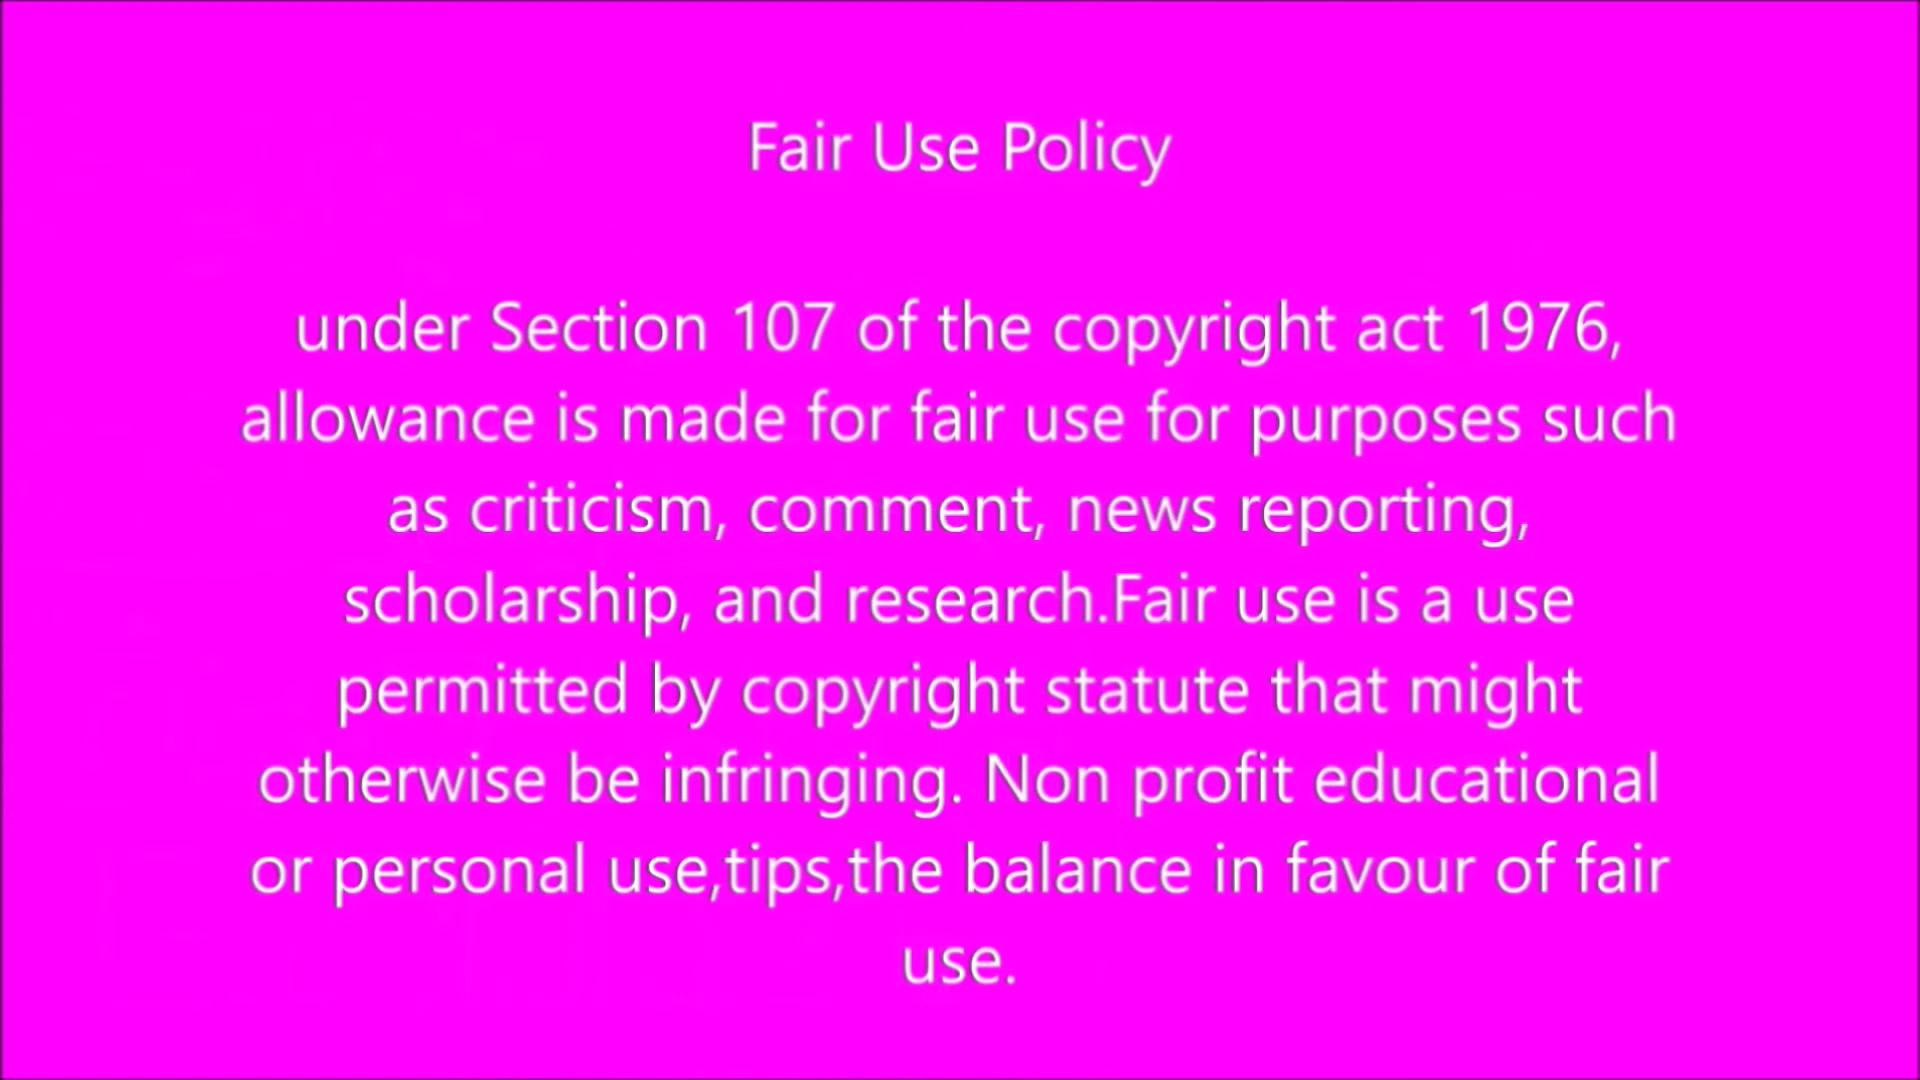 Fair Use Policy
under Section 107 of the copyright act 1976,
allowance is made for fair use for purposes such
as criticism, comment, news reporting,
scholarship, and research.Fair use is a use
permitted by copyright statute that might
otherwise be infringing. Non profit educational
or personal use,tips,the balance in favour of fair
use.